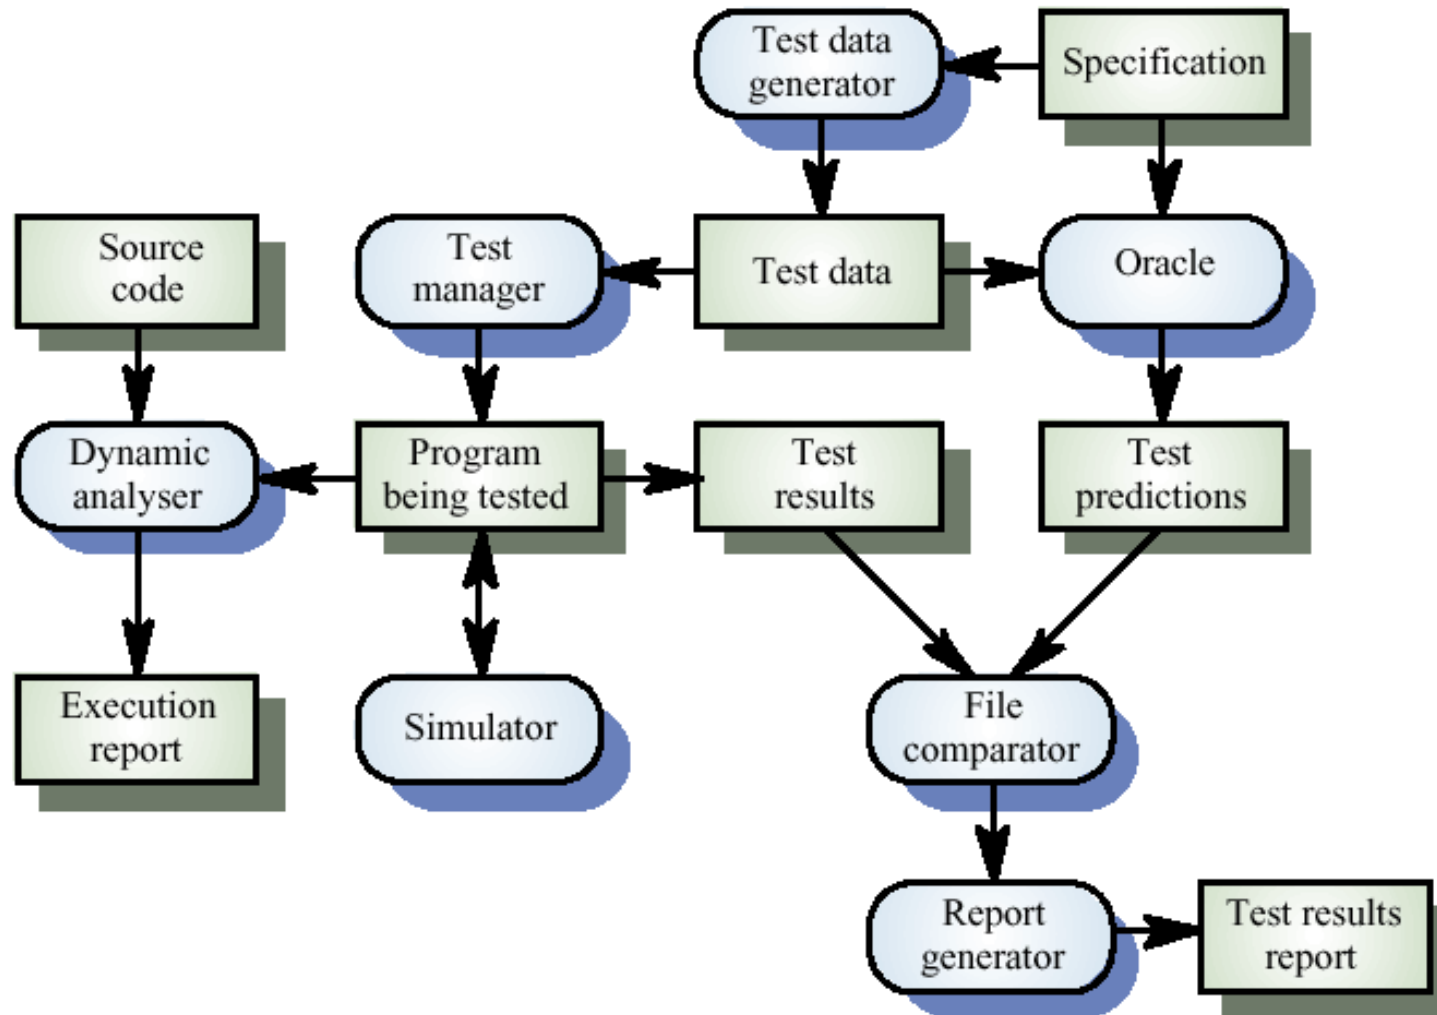 Test data
generator
Specification
Source
code
Test
manager
Test data
Oracle
Dynamic
analyser
Program
being tested
Test
results
Test
predictions
Execution
report
Simulator
File
comparator
Report
generator
Test results
report